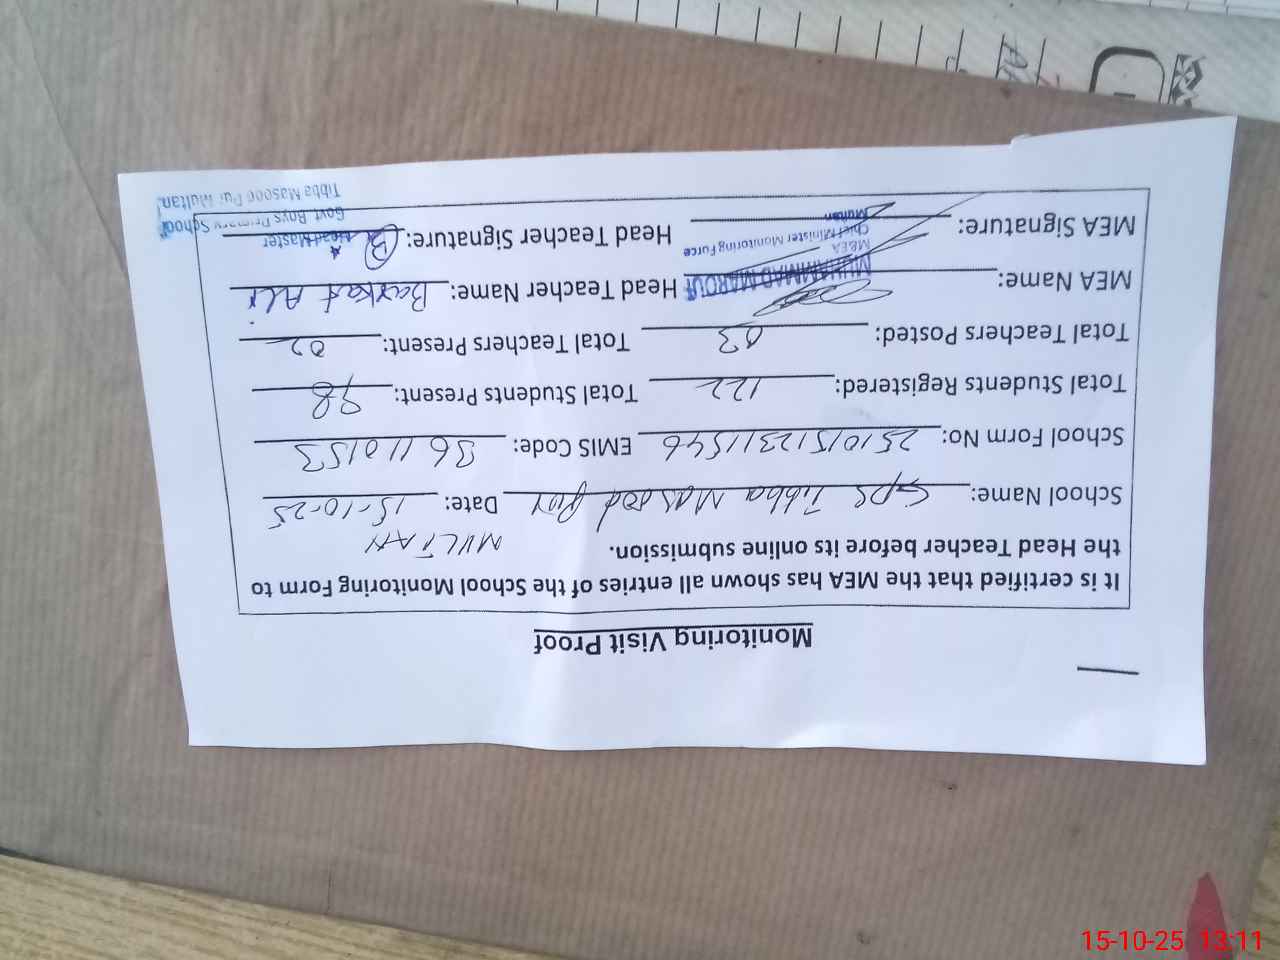 Monitoring Visit Proof
It is certified that the MEA has shown all entries of the School Monitoring Form to
the Head Teacher before its online submission.
MULTAN
School Name: GPS Tibba Masood Pur Date: 15-10-25
School Form No: 25101512311546 EMIS Code: 36110153
Total Students Registered: 122 Total Students Present: 98
Total Teachers Posted: 03 Total Teachers Present: 02
MEA Name: MUHAMMAD MAROUF Head Teacher Name: Barkat Ali
M&EA
Chief Minister Monitoring Force
Multan
MEA Signature: Head Teacher Signature:
Head Master
Govt. Boys Primary School
Tibba Masood Pur Multan
15-10-25 13:11